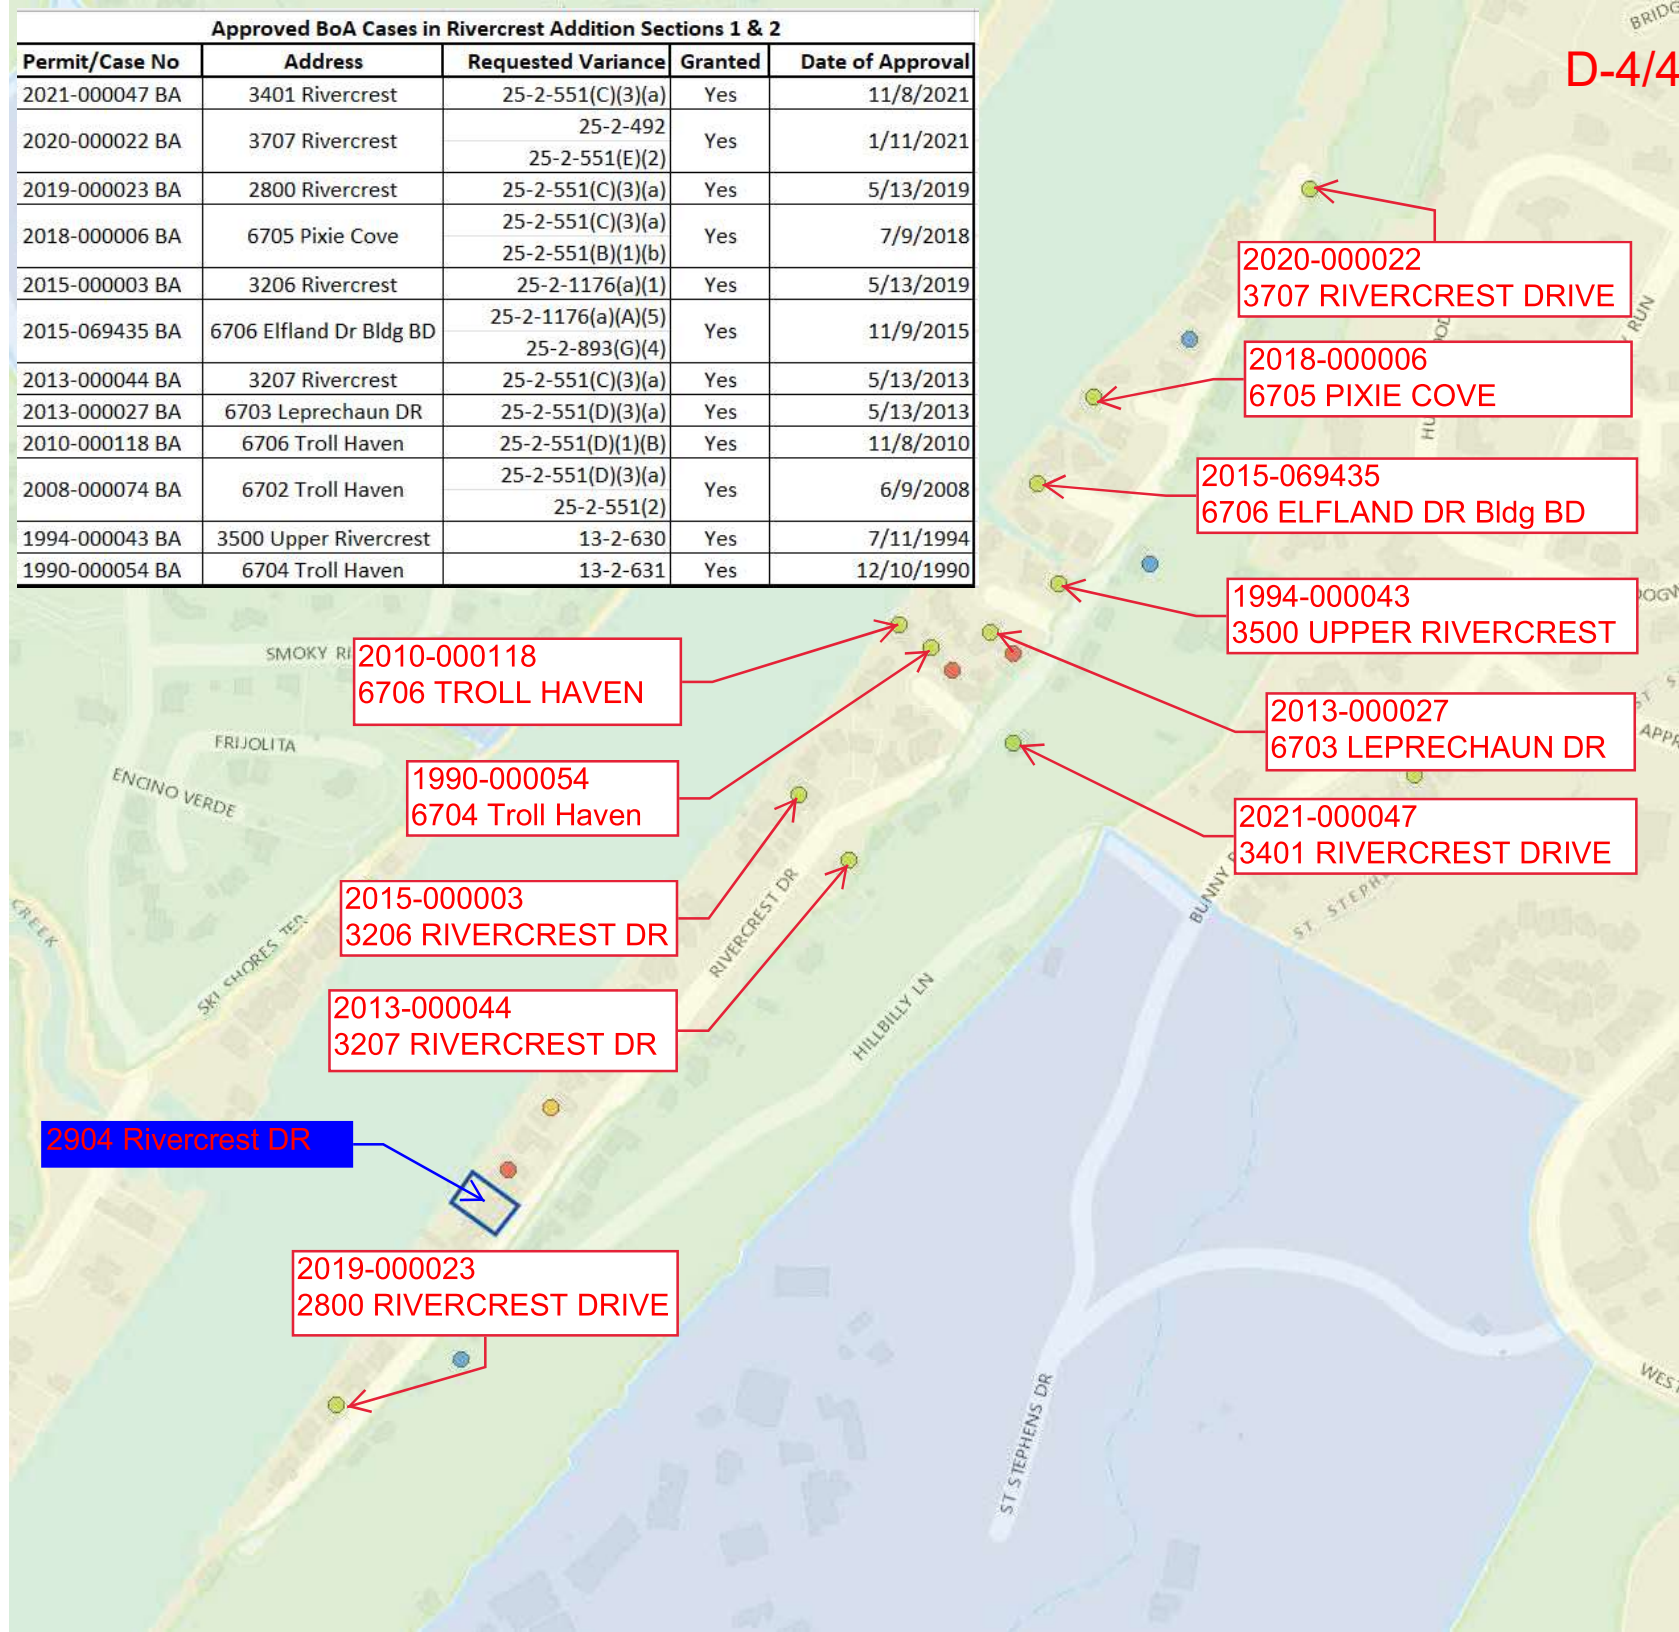 Approved BoA Cases in Rivercrest Addition Sections 1 & 2
Permit/Case No Address Requested Variance Granted Date of Approval
2021-000047 BA 3401 Rivercrest 25-2-551(C)(3)(a) Yes 11/8/2021
2020-000022 BA 3707 Rivercrest 25-2-492 Yes 1/11/2021
25-2-551(E)(2)
2019-000023 BA 2800 Rivercrest 25-2-551(C)(3)(a) Yes 5/13/2019
2018-000006 BA 6705 Pixie Cove 25-2-551(C)(3)(a) Yes 7/9/2018
25-2-551(B)(1)(b)
2015-000003 BA 3206 Rivercrest 25-2-1176(a)(1) Yes 5/13/2019
2015-069435 BA 6706 Elfland Dr Bldg BD 25-2-1176(a)(A)(5) Yes 11/9/2015
25-2-893(G)(4)
2013-000044 BA 3207 Rivercrest 25-2-551(C)(3)(a) Yes 5/13/2013
2013-000027 BA 6703 Leprechaun DR 25-2-551(D)(3)(a) Yes 5/13/2013
2010-000118 BA 6706 Troll Haven 25-2-551(D)(1)(B) Yes 11/8/2010
2008-000074 BA 6702 Troll Haven 25-2-551(D)(3)(a) Yes 6/9/2008
25-2-551(2)
1994-000043 BA 3500 Upper Rivercrest 13-2-630 Yes 7/11/1994
1990-000054 BA 6704 Troll Haven 13-2-631 Yes 12/10/1990
BRIDG
D-4/4
2020-000022
3707 RIVERCREST DRIVE
RUN
2018-000006
6705 PIXIE COVE
HU
OD
2015-069435
6706 ELFLAND DR Bldg BD
1994-000043
3500 UPPER RIVERCREST
OGW
SMOKY RI
2010-000118
6706 TROLL HAVEN
2013-000027
6703 LEPRECHAUN DR
ST S
APPR
FRIJOLITA
ENCINO VERDE
1990-000054
6704 Troll Haven
2021-000047
3401 RIVERCREST DRIVE
BUNNY R
ST. STEPH
2015-000003
3206 RIVERCREST DR
RIVERCREST DR
CREEK
SKI SHORES TER
HILLBILLY LN
2013-000044
3207 RIVERCREST DR
2904 Rivercrest DR
2019-000023
2800 RIVERCREST DRIVE
ST STEPHENS DR
WEST